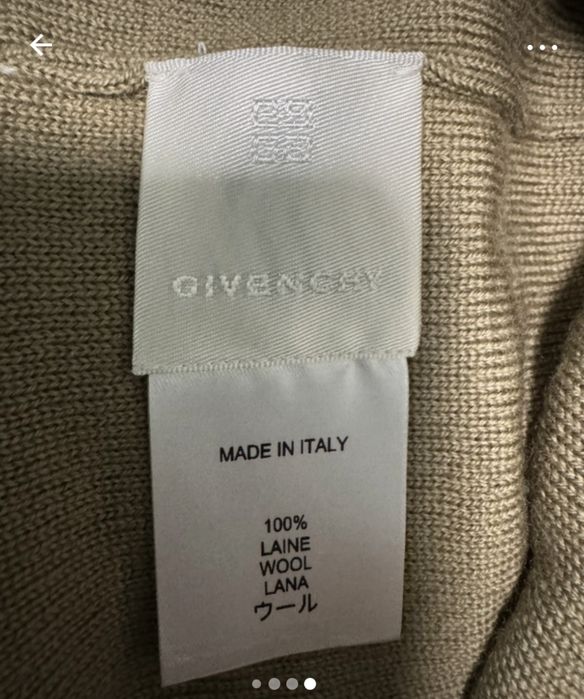 GIVENCHY
MADE IN ITALY
100%
LAINE
WOOL
LANA
ウール